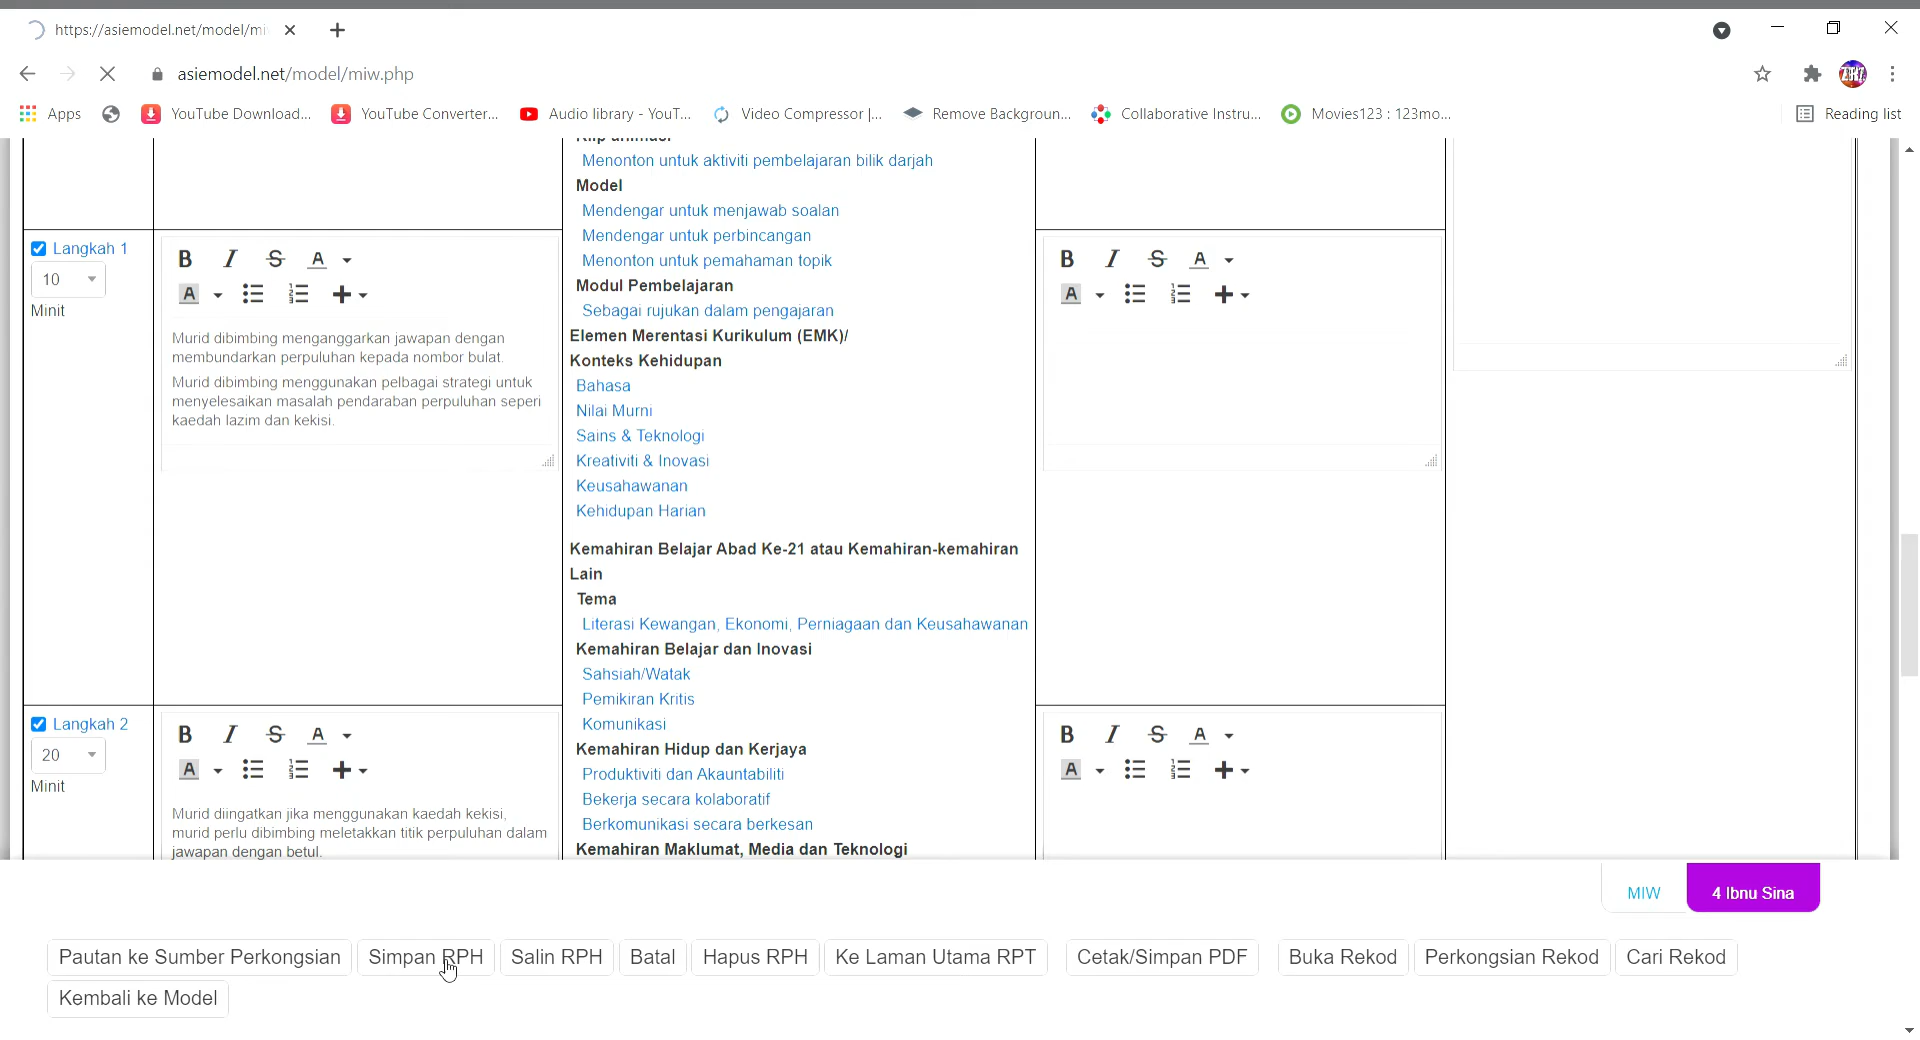 https://asiemodel.net/model/mi
asiemodel.net/model/miw.php
Apps
YouTube Download...
YouTube Converter...
Audio library - YouT...
Video Compressor |...
Remove Backgroun...
Collaborative Instru...
Movies123 : 123mo...
Reading list
Klip animasi
Menonton untuk aktiviti pembelajaran bilik darjah
Model
Mendengar untuk menjawab soalan
Mendengar untuk perbincangan
Menonton untuk pemahaman topik
Modul Pembelajaran
Sebagai rujukan dalam pengajaran
Elemen Merentasi Kurikulum (EMK)/
Konteks Kehidupan
Bahasa
Nilai Murni
Sains & Teknologi
Kreativiti & Inovasi
Keusahawanan
Kehidupan Harian
Kemahiran Belajar Abad Ke-21 atau Kemahiran-kemahiran
Lain
Tema
Literasi Kewangan, Ekonomi, Perniagaan dan Keusahawanan
Kemahiran Belajar dan Inovasi
Sahsiah/Watak
Pemikiran Kritis
Komunikasi
Kemahiran Hidup dan Kerjaya
Produktiviti dan Akauntabiliti
Bekerja secara kolaboratif
Berkomunikasi secara berkesan
Kemahiran Maklumat, Media dan Teknologi
Langkah 1
10
Minit
B I S A
A
Murid dibimbing menganggarkan jawapan dengan
membundarkan perpuluhan kepada nombor bulat.
Murid dibimbing menggunakan pelbagai strategi untuk
menyelesaikan masalah pendaraban perpuluhan seperi
kaedah lazim dan kekisi.
B I S A
A
Langkah 2
20
Minit
B I S A
A
Murid diingatkan jika menggunakan kaedah kekisi,
murid perlu dibimbing meletakkan titik perpuluhan dalam
jawapan dengan betul.
B I S A
A
MIW
4 Ibnu Sina
Pautan ke Sumber Perkongsian
Simpan RPH
Salin RPH
Batal
Hapus RPH
Ke Laman Utama RPT
Cetak/Simpan PDF
Buka Rekod
Perkongsian Rekod
Cari Rekod
Kembali ke Model